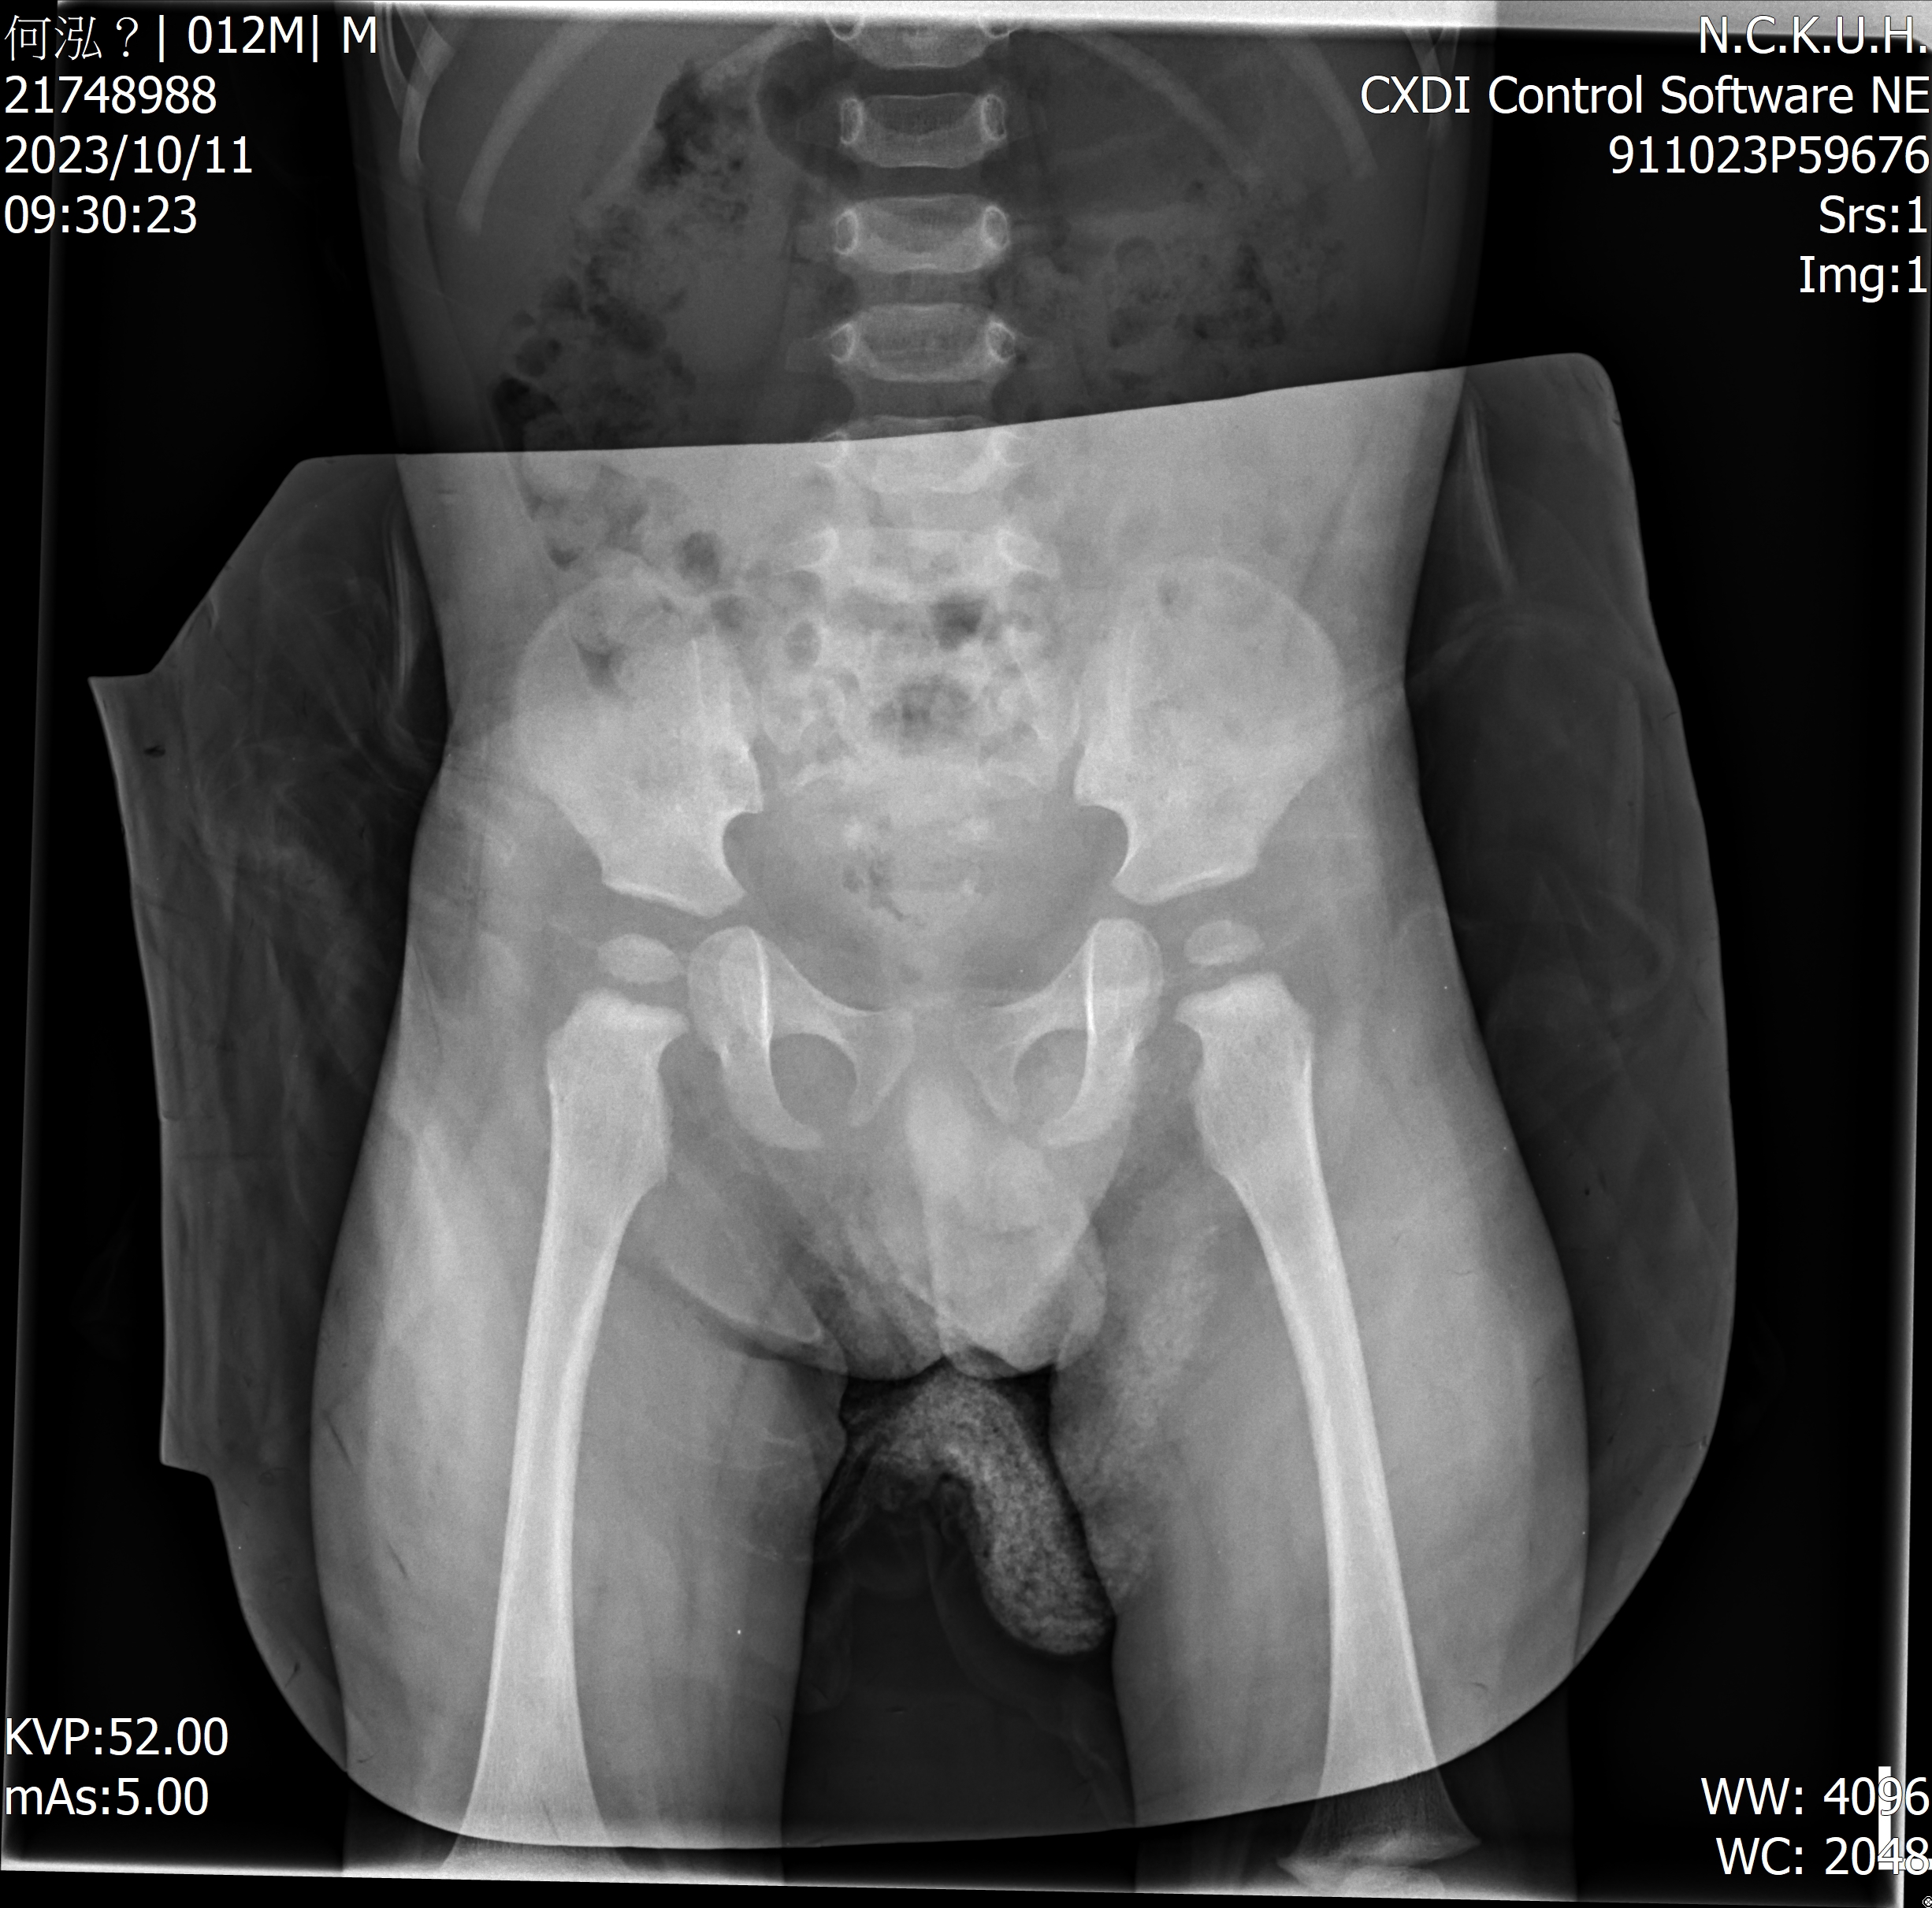 何泓？| 012M| M
21748988
2023/10/11
09:30:23
N.C.K.U.H.
CXDI Control Software NE
911023P59676
Srs:1
Img:1
KVP:52.00
mAs:5.00
WW: 4096
WC: 2048